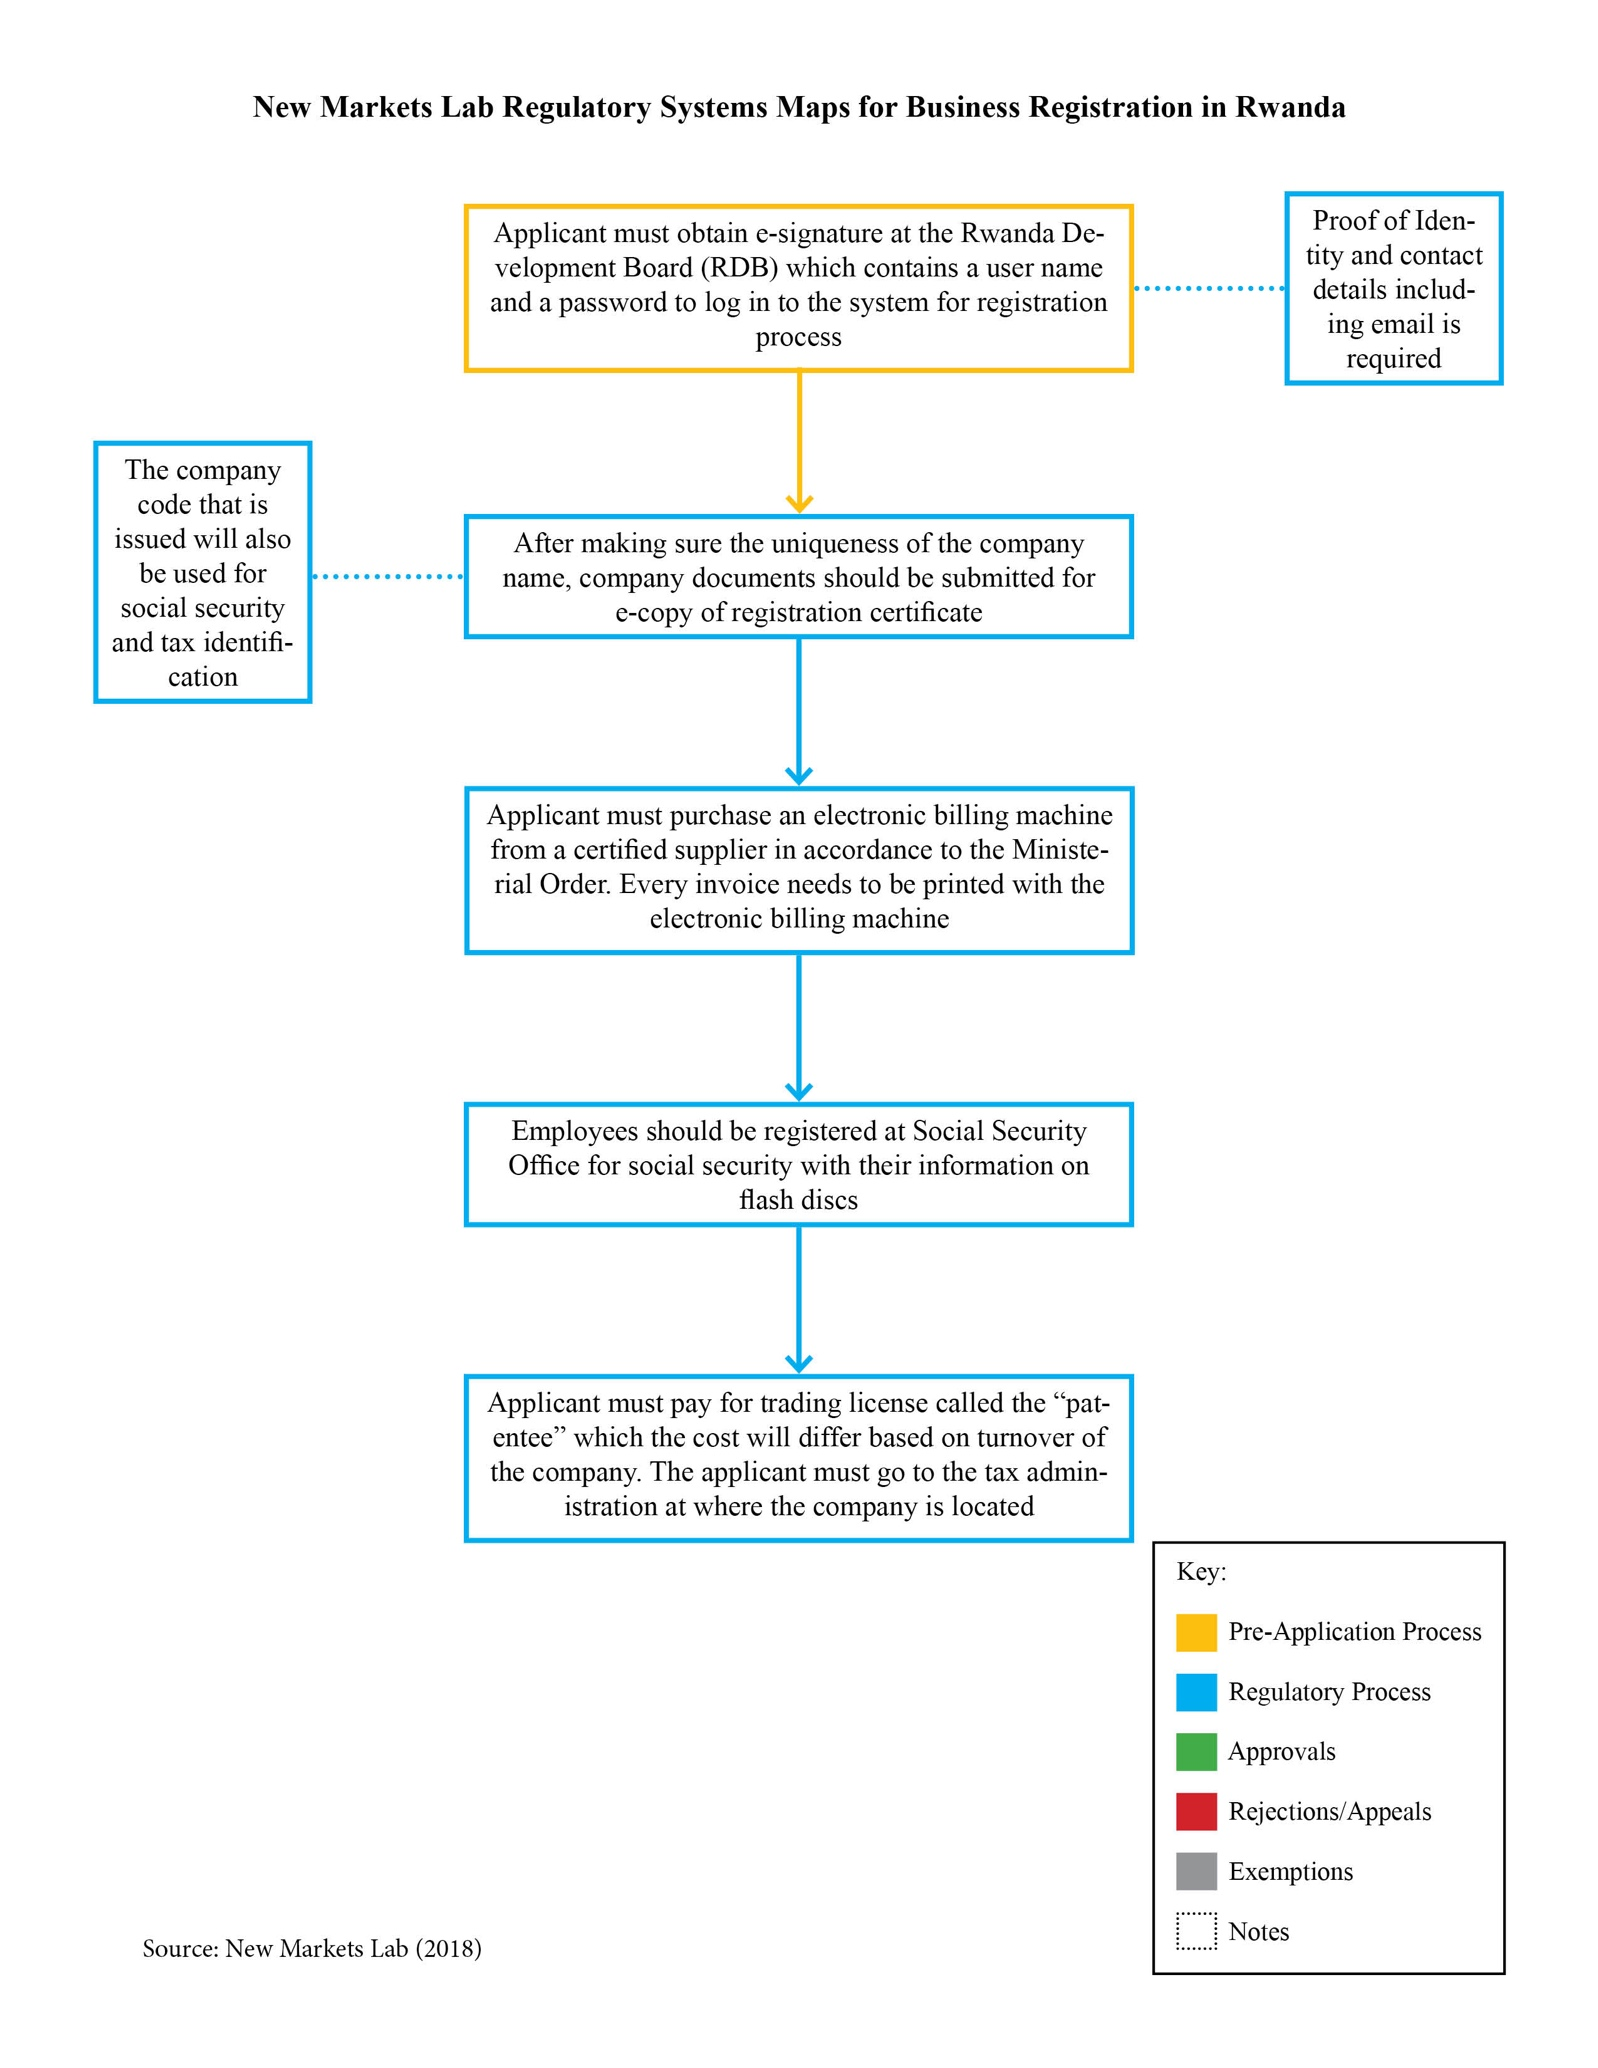 New Markets Lab Regulatory Systems Maps for Business Registration in Rwanda
Applicant must obtain e-signature at the Rwanda De-
velopment Board (RDB) which contains a user name
and a password to log in to the system for registration
process
Proof of Iden-
tity and contact
details includ-
ing email is
required
The company
code that is
issued will also
be used for
social security
and tax identifi-
cation
After making sure the uniqueness of the company
name, company documents should be submitted for
e-copy of registration certificate
Applicant must purchase an electronic billing machine
from a certified supplier in accordance to the Ministe-
rial Order. Every invoice needs to be printed with the
electronic billing machine
Employees should be registered at Social Security
Office for social security with their information on
flash discs
Applicant must pay for trading license called the “pat-
entee” which the cost will differ based on turnover of
the company. The applicant must go to the tax admin-
istration at where the company is located
Key:
Pre-Application Process
Regulatory Process
Approvals
Rejections/Appeals
Exemptions
Notes
Source: New Markets Lab (2018)